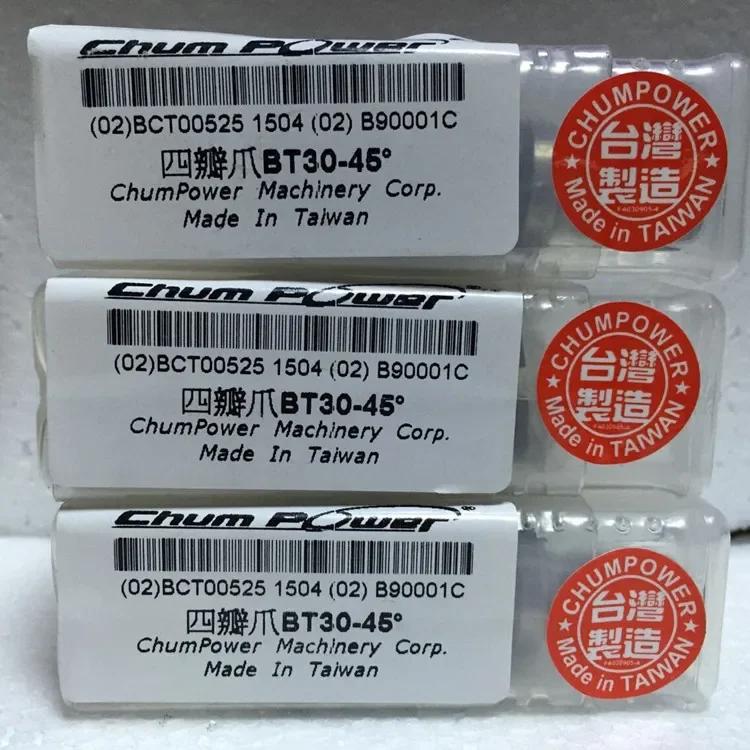 Chum Power
(02)BCT00525 1504 (02) B90001C
四瓣爪BT30-45°
ChumPower Machinery Corp.
Made In Taiwan
CHUMPOWER
台灣
製造
FA030905-A
Made in TAIWAN
Chum Power
(02)BCT00525 1504 (02) B90001C
四瓣爪BT30-45°
ChumPower Machinery Corp.
Made In Taiwan
CHUMPOWER
台灣
製造
FA030905-A
Made in TAIWAN
Chum Power®
(02)BCT00525 1504 (02) B90001C
四瓣爪BT30-45°
ChumPower Machinery Corp.
Made In Taiwan
CHUMPOWER
台灣
製造
FA030905-A
Made in TAIWAN